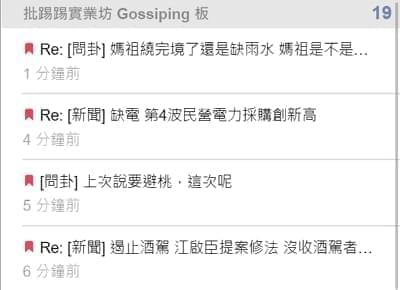 批踢踢實業坊 Gossiping 板 19
Re: [問卦] 媽祖繞完境了還是缺雨水 媽祖是不是...
1 分鐘前
Re: [新聞] 缺電 第4波民營電力採購創新高
4 分鐘前
[問卦] 上次說要避桃，這次呢
5 分鐘前
Re: [新聞] 遏止酒駕 江啟臣提案修法 沒收酒駕者...
6 分鐘前